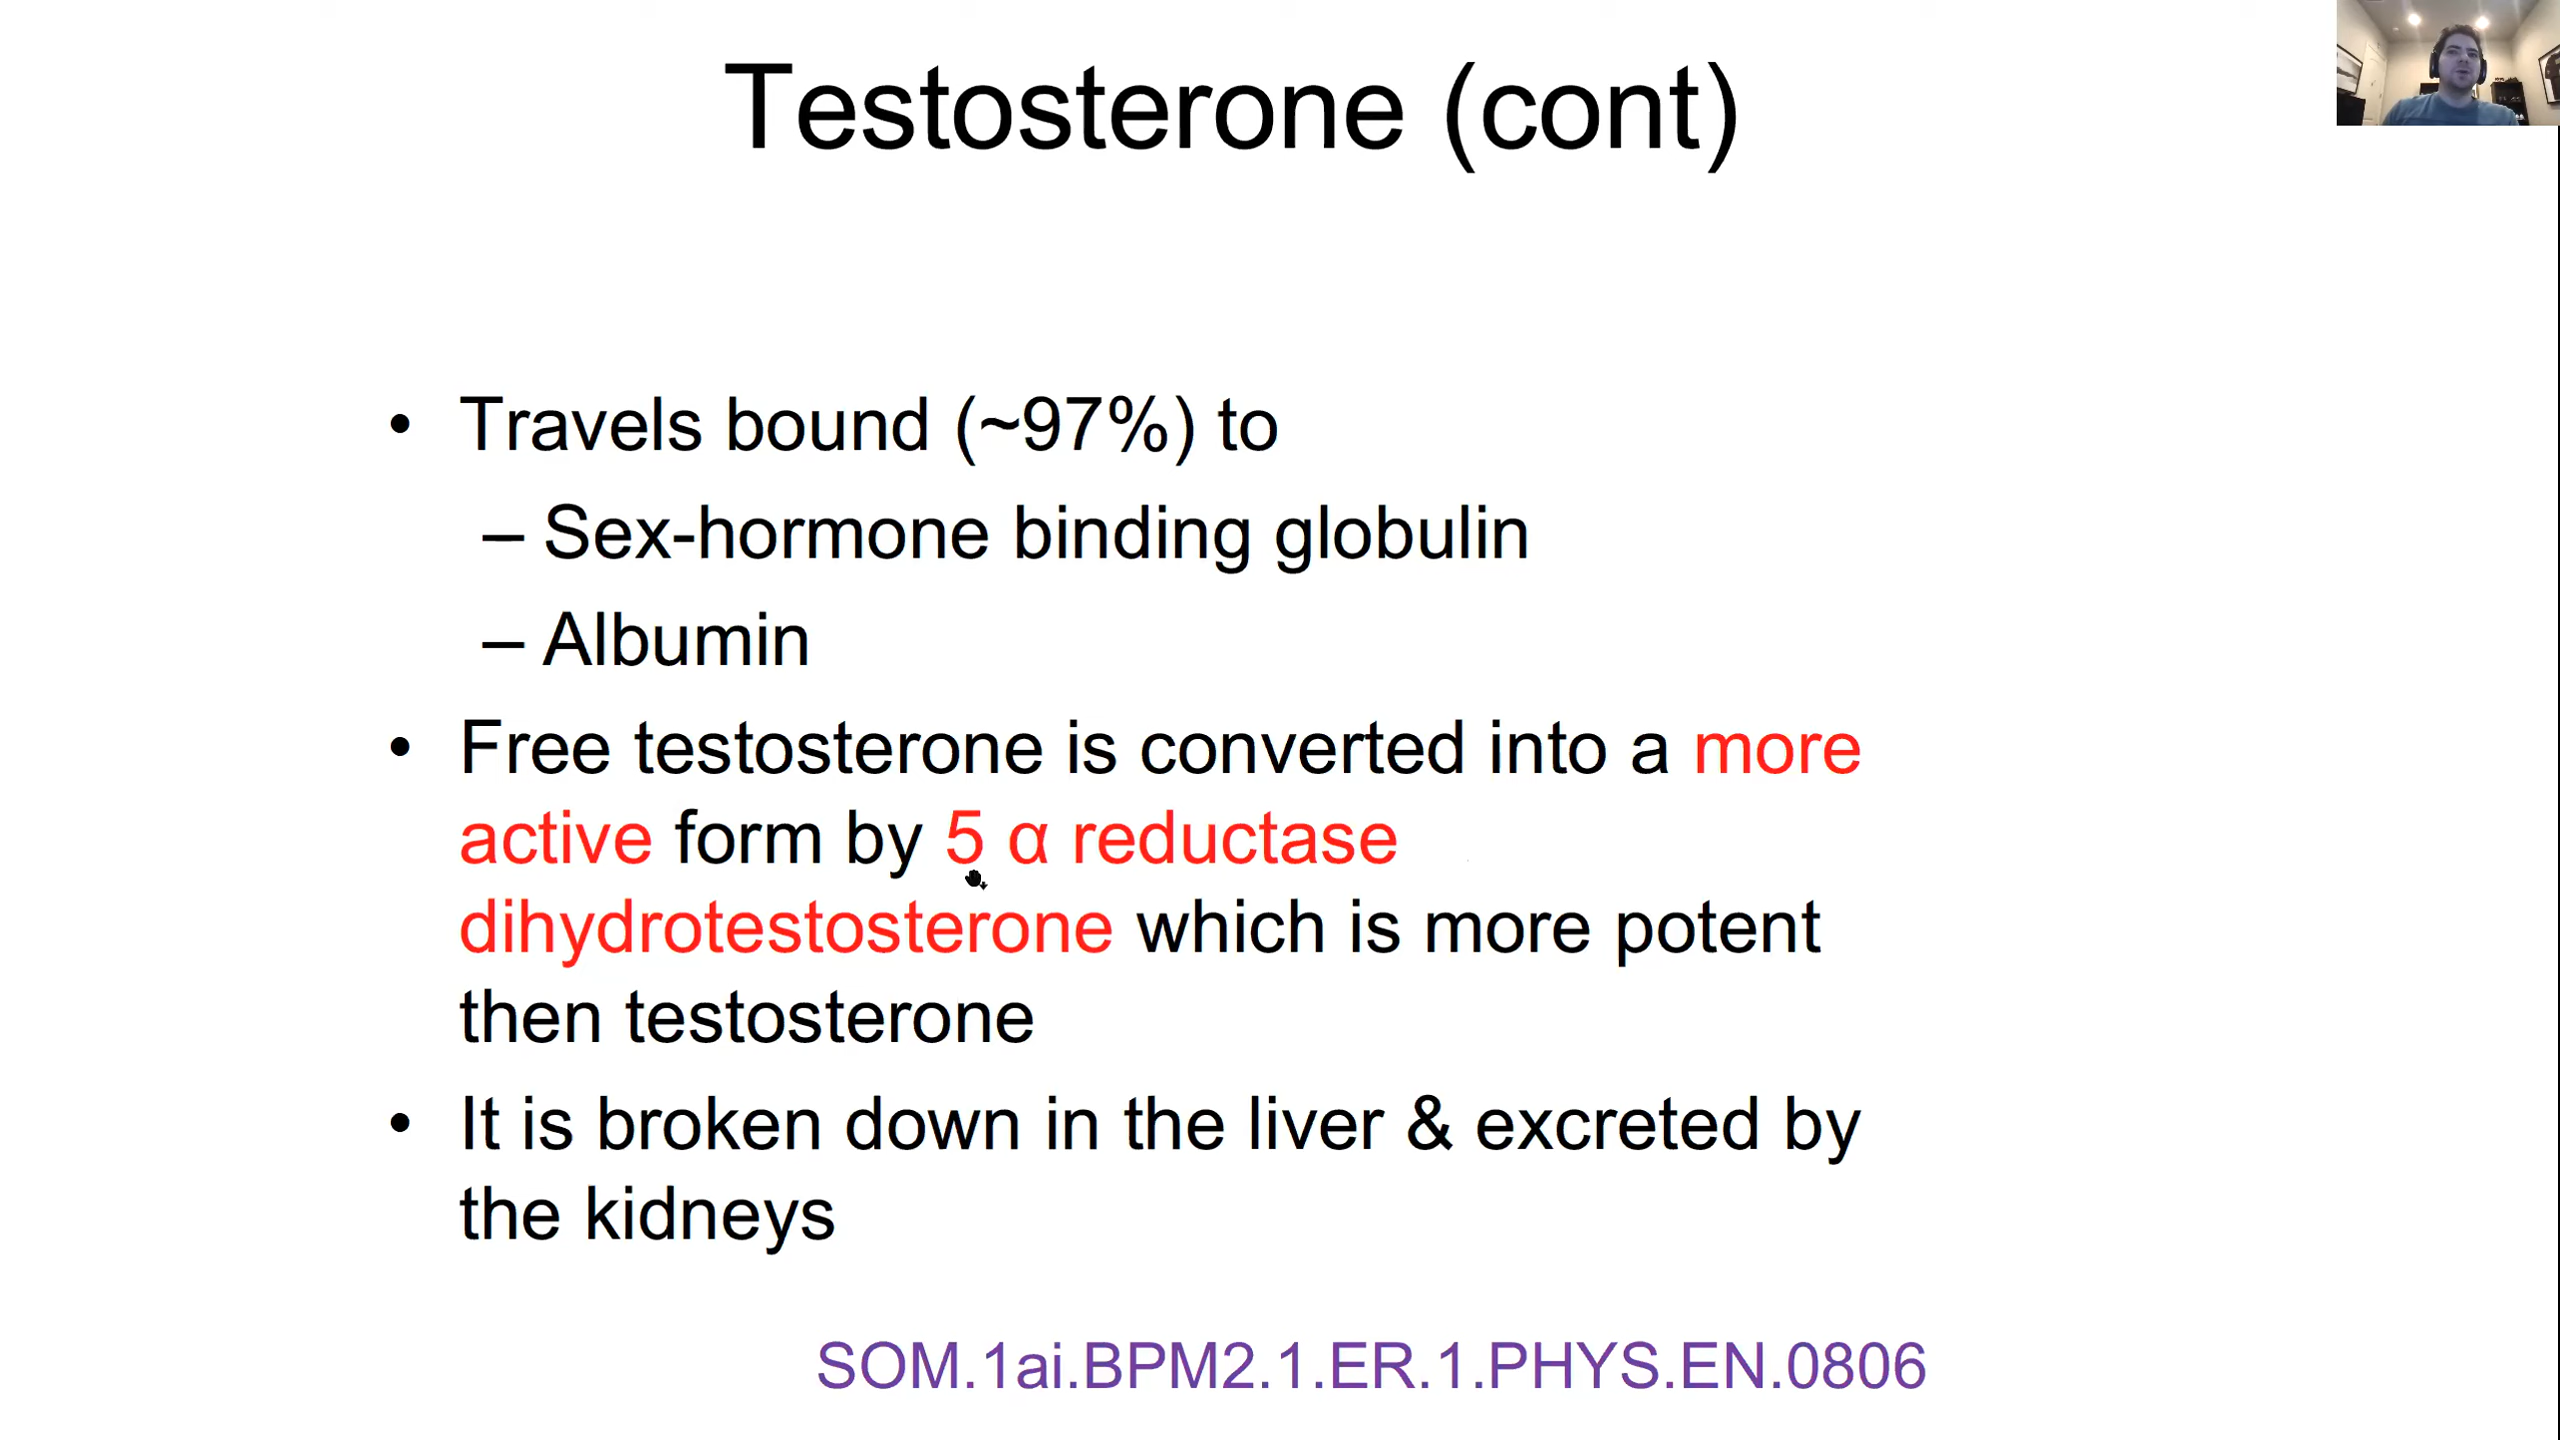 Testosterone (cont)
• Travels bound (~97%) to
– Sex-hormone binding globulin
– Albumin
• Free testosterone is converted into a more
active form by 5 α reductase
dihydrotestosterone which is more potent
then testosterone
• It is broken down in the liver & excreted by
the kidneys
SOM.1ai.BPM2.1.ER.1.PHYS.EN.0806